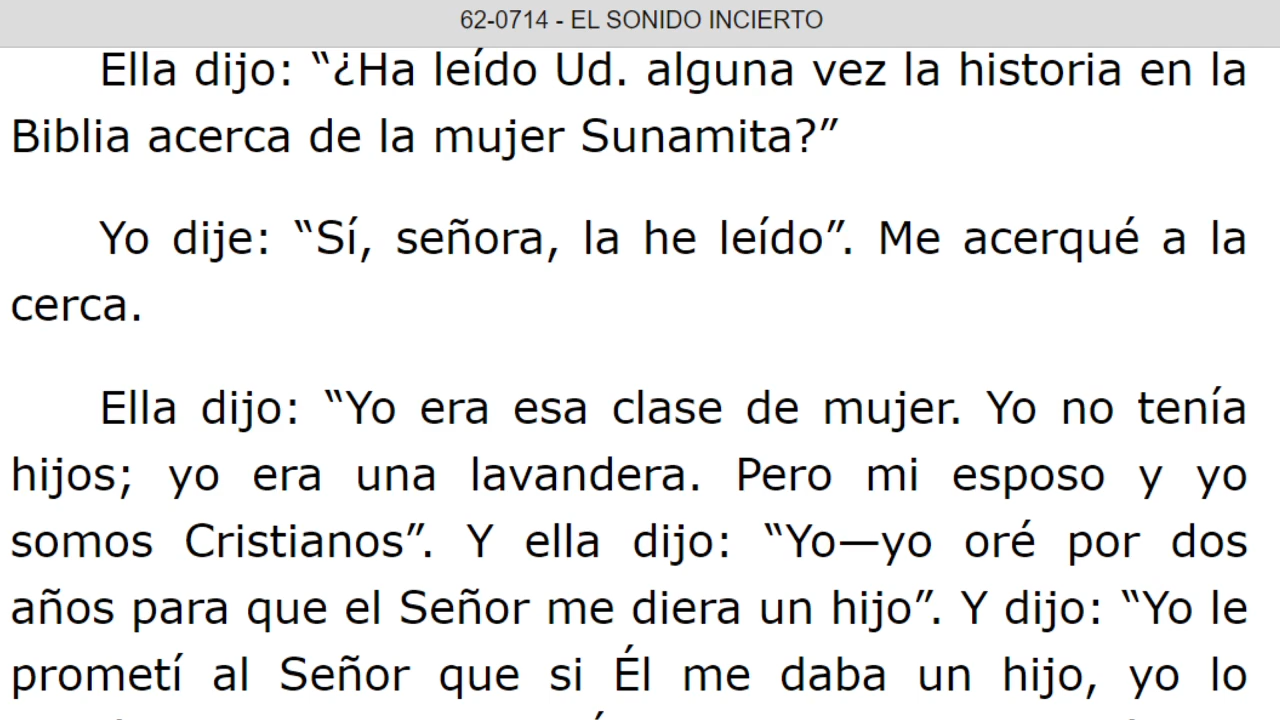 62-0714 - EL SONIDO INCIERTO
Ella dijo: “¿Ha leído Ud. alguna vez la historia en la
Biblia acerca de la mujer Sunamita?”
Yo dije: “Sí, señora, la he leído”. Me acerqué a la
cerca.
Ella dijo: “Yo era esa clase de mujer. Yo no tenía
hijos; yo era una lavandera. Pero mi esposo y yo
somos Cristianos”. Y ella dijo: “Yo—yo oré por dos
años para que el Señor me diera un hijo”. Y dijo: “Yo le
prometí al Señor que si Él me daba un hijo, yo lo